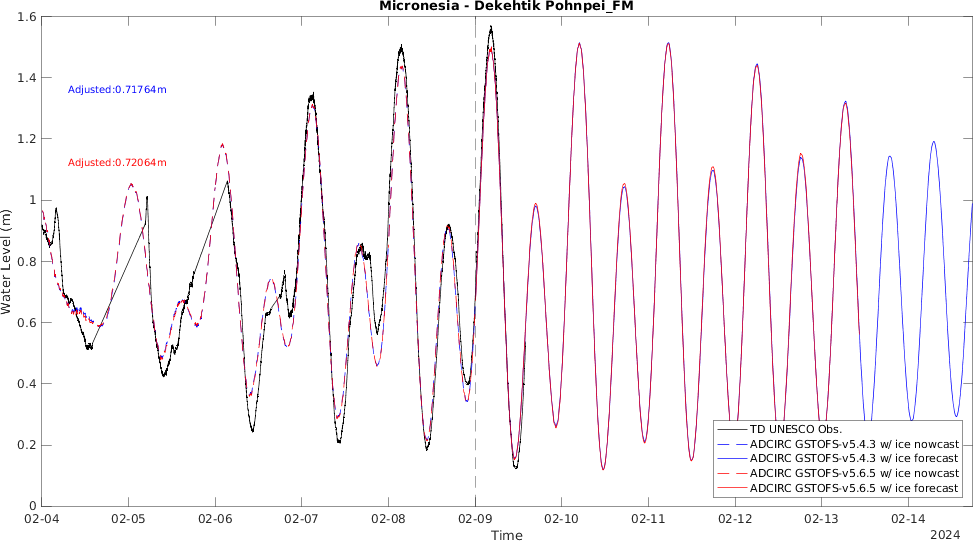 Micronesia - Dekehtik Pohnpei_FM
1.6
1.4
1.2
1
0.8
0.6
0.4
0.2
0
Water Level (m)
Adjusted:0.71764m
Adjusted:0.72064m
TD UNESCO Obs.
ADCIRC GSTOFS-v5.4.3 w/ ice nowcast
ADCIRC GSTOFS-v5.4.3 w/ ice forecast
ADCIRC GSTOFS-v5.6.5 w/ ice nowcast
ADCIRC GSTOFS-v5.6.5 w/ ice forecast
02-04 02-05 02-06 02-07 02-08 02-09 02-10 02-11 02-12 02-13 02-14
Time
2024